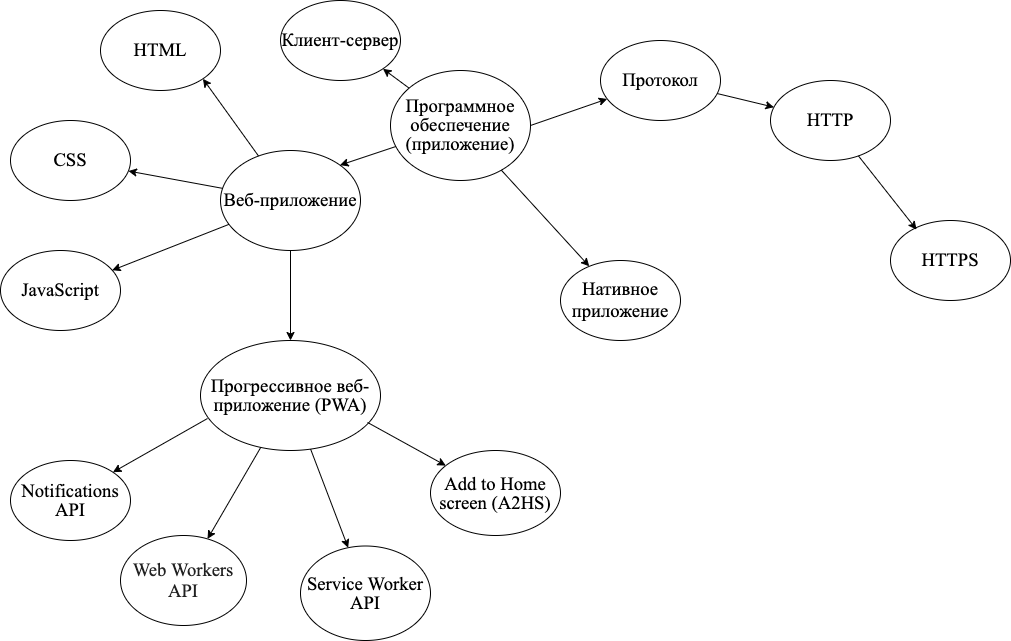 HTML
Клиент-сервер
Протокол
Программное
обеспечение
(приложение)
HTTP
CSS
Веб-приложение
HTTPS
JavaScript
Нативное
приложение
Прогрессивное веб-
приложение (PWA)
Notifications
API
Add to Home
screen (A2HS)
Web Workers
API
Service Worker
API